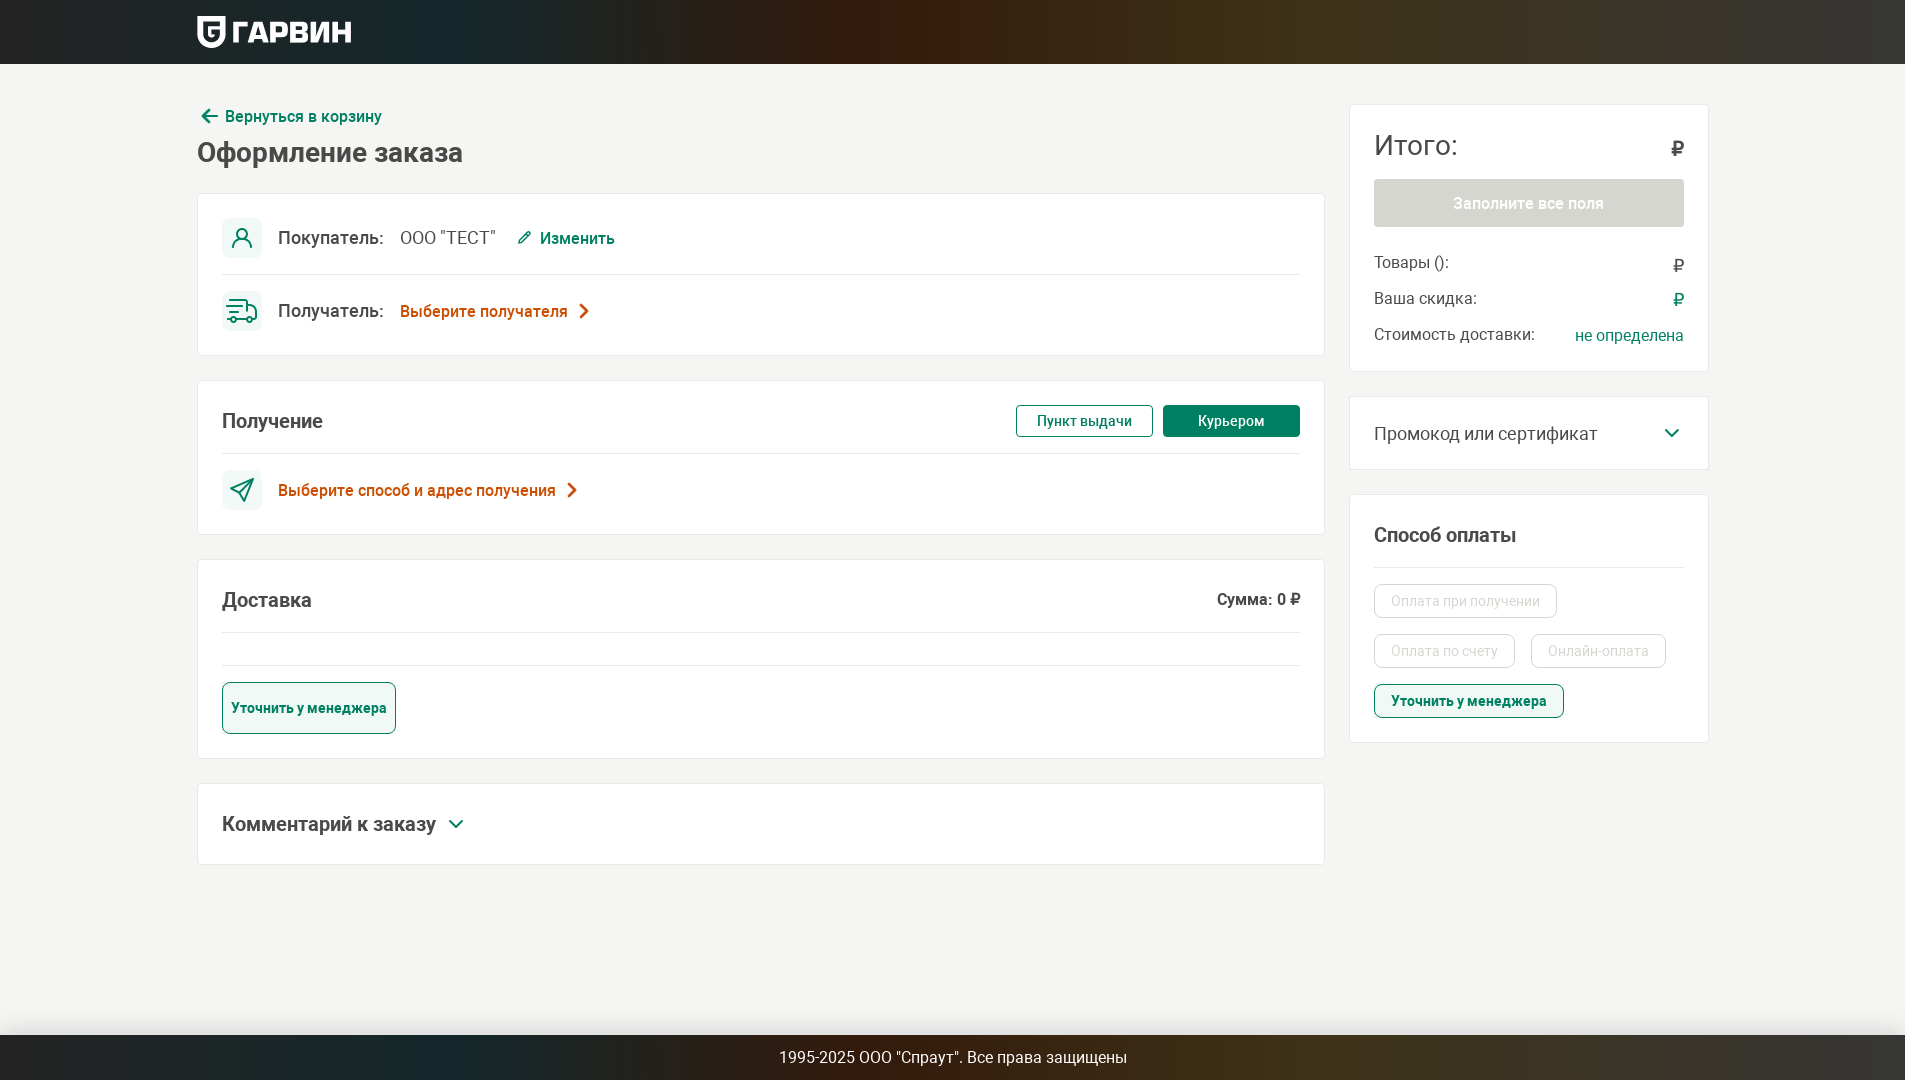 ГАРВИН
Вернуться в корзину
Оформление заказа
Покупатель: ООО "ТЕСТ" Изменить
Получатель: Выберите получателя
Получение
Пункт выдачи
Курьером
Выберите способ и адрес получения
Доставка
Сумма: 0 ₽
Уточнить у менеджера
Комментарий к заказу
Итого: ₽
Заполните все поля
Товары (): ₽
Ваша скидка: ₽
Стоимость доставки: не определена
Промокод или сертификат
Способ оплаты
Оплата при получении
Оплата по счету
Онлайн-оплата
Уточнить у менеджера
1995-2025 ООО "Спраут". Все права защищены